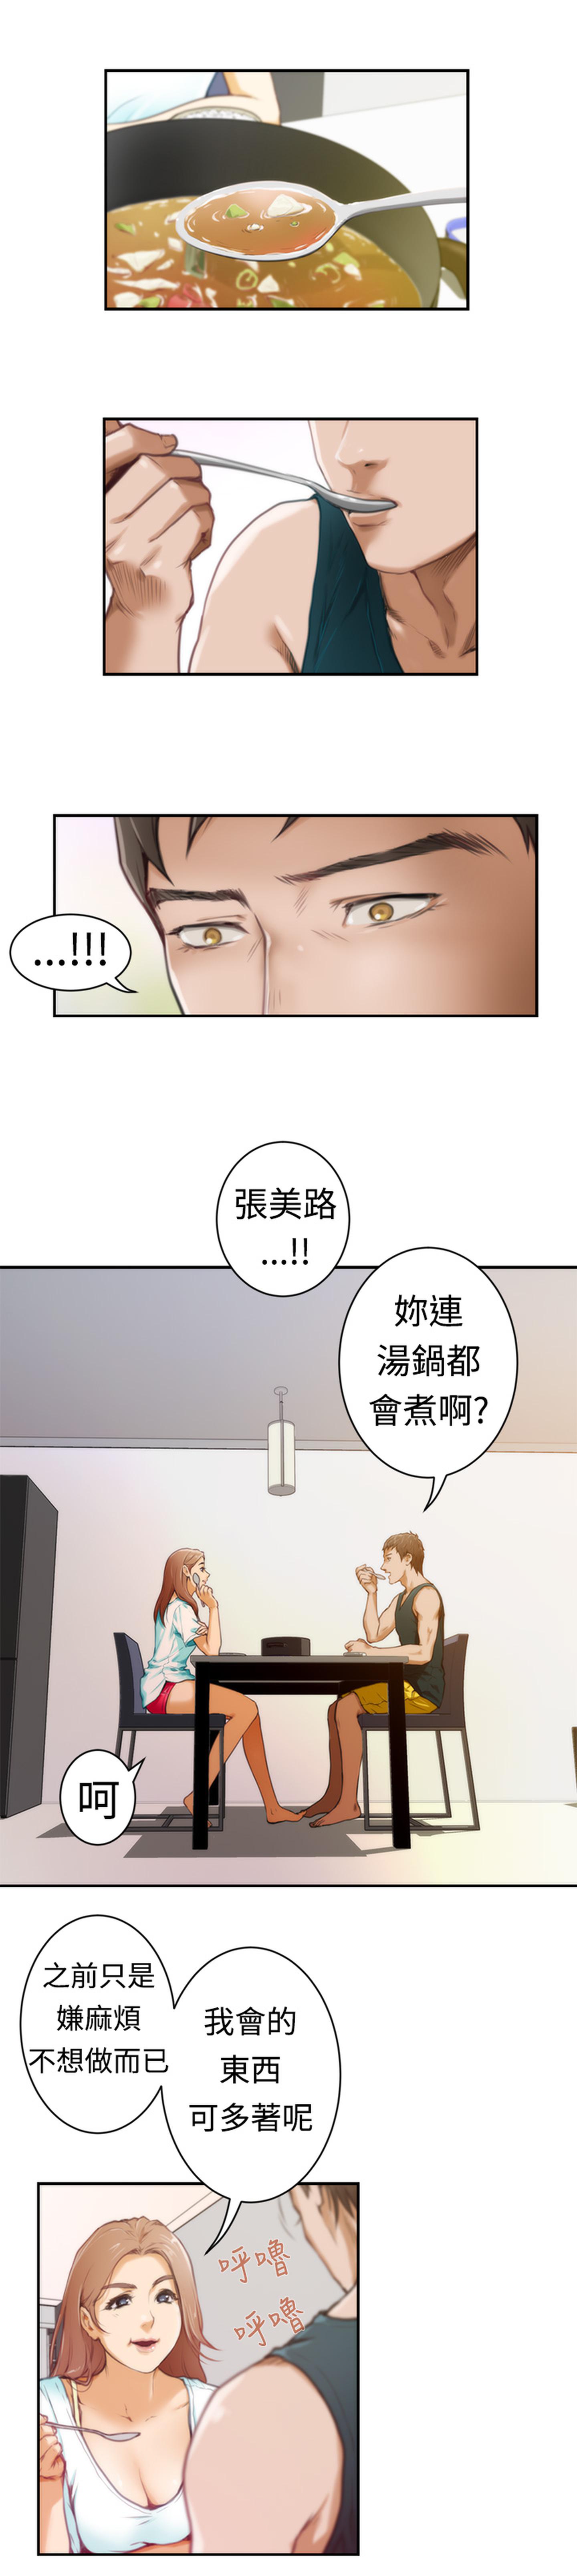 ...!!!
張美路
...!!
妳連
湯鍋都
會煮啊?
呵
之前只是
嫌麻煩
不想做而已
我會的
東西
可多著呢
呼嚕
呼嚕